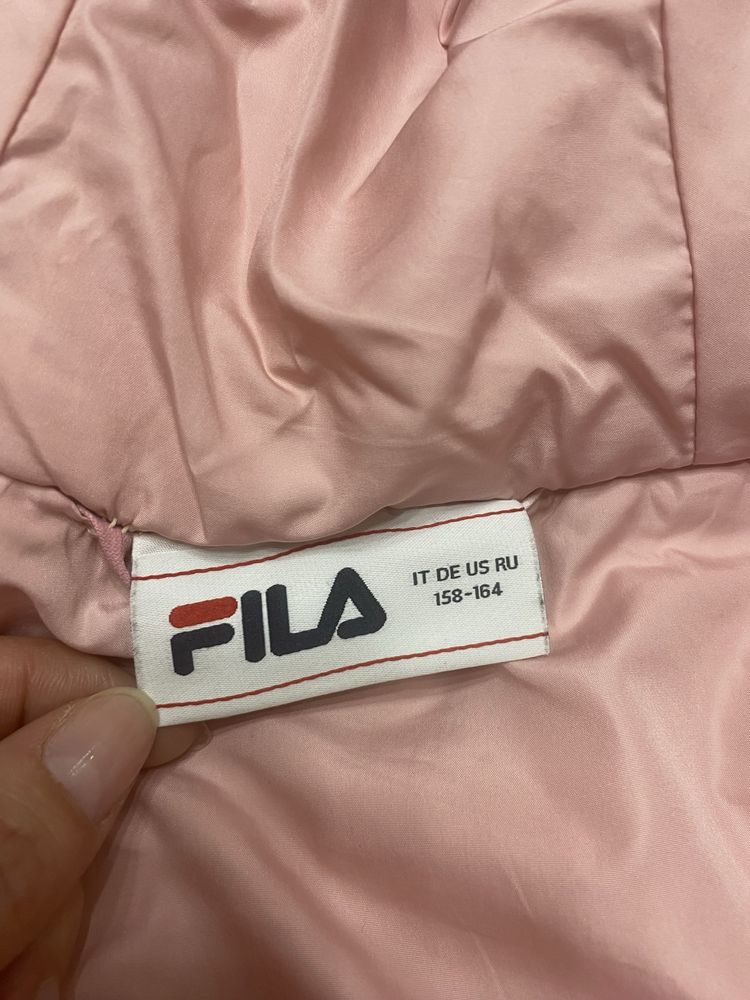 FILA
IT DE US RU
158-164